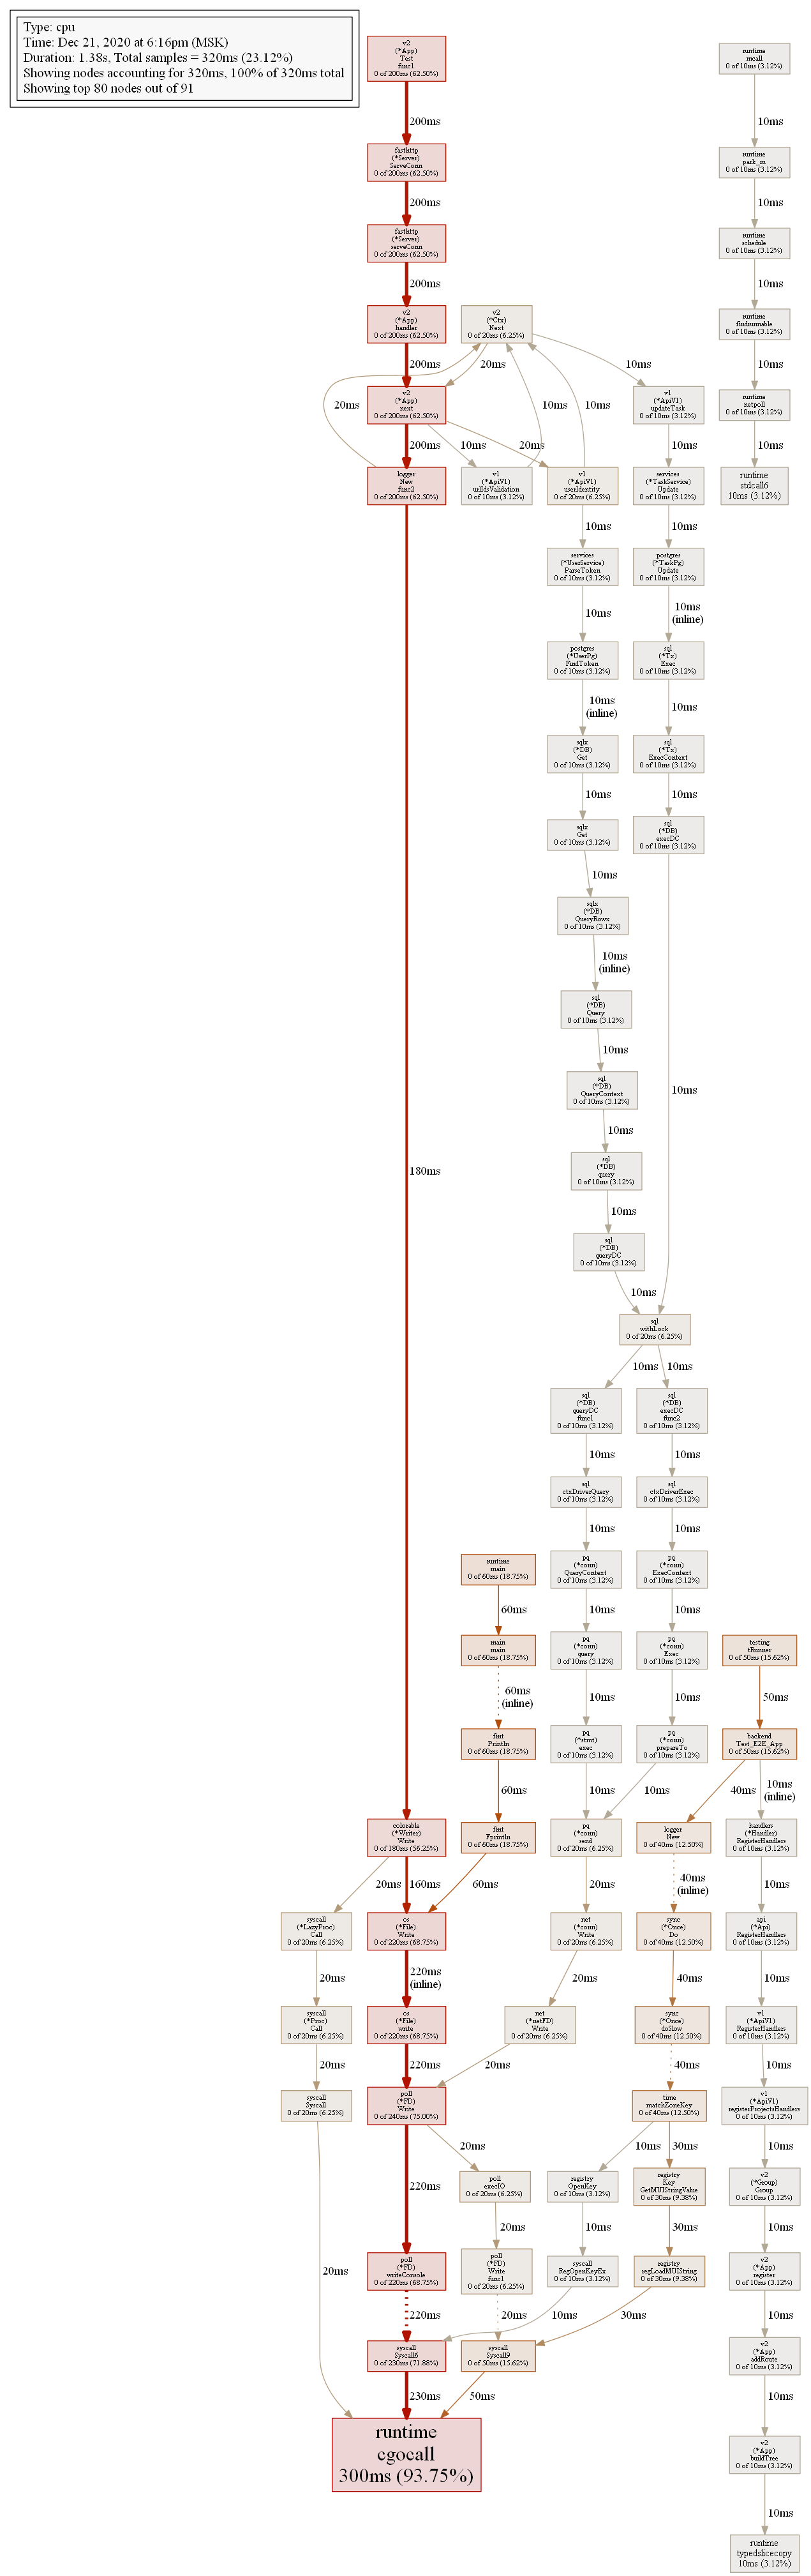 Type: cpu
Time: Dec 21, 2020 at 6:16pm (MSK)
Duration: 1.38s, Total samples = 320ms (23.12%)
Showing nodes accounting for 320ms, 100% of 320ms total
Showing top 80 nodes out of 91
v2
(*App)
Test
func1
0 of 200ms (62.50%)
200ms
fasthttp
(*Server)
ServeConn
0 of 200ms (62.50%)
200ms
fasthttp
(*Server)
serveConn
0 of 200ms (62.50%)
200ms
v2
(*App)
handler
0 of 200ms (62.50%)
200ms
v2
(*App)
next
0 of 200ms (62.50%)
200ms
logger
New
func2
0 of 200ms (62.50%)
20ms
180ms
runtime
mcall
0 of 10ms (3.12%)
10ms
runtime
park_m
0 of 10ms (3.12%)
10ms
runtime
schedule
0 of 10ms (3.12%)
10ms
runtime
findrunnable
0 of 10ms (3.12%)
10ms
runtime
netpoll
0 of 10ms (3.12%)
10ms
runtime
stdcall6
10ms (3.12%)
v2
(*Ctx)
Next
0 of 20ms (6.25%)
20ms
10ms
10ms
20ms
10ms
10ms
v1
(*ApiV1)
urlIdsValidation
0 of 10ms (3.12%)
v1
(*ApiV1)
userIdentity
0 of 20ms (6.25%)
10ms
services
(*UserService)
ParseToken
0 of 10ms (3.12%)
10ms
postgres
(*UserPg)
FindToken
0 of 10ms (3.12%)
10ms
(inline)
sqlx
(*DB)
Get
0 of 10ms (3.12%)
10ms
sqlx
Get
0 of 10ms (3.12%)
10ms
sqlx
(*DB)
QueryRowx
0 of 10ms (3.12%)
10ms
(inline)
sql
(*DB)
Query
0 of 10ms (3.12%)
10ms
sql
(*DB)
QueryContext
0 of 10ms (3.12%)
10ms
sql
(*DB)
query
0 of 10ms (3.12%)
10ms
sql
(*DB)
queryDC
0 of 10ms (3.12%)
10ms
v1
(*ApiV1)
updateTask
0 of 10ms (3.12%)
10ms
services
(*TaskService)
Update
0 of 10ms (3.12%)
10ms
postgres
(*TaskPg)
Update
0 of 10ms (3.12%)
10ms
(inline)
sql
(*Tx)
Exec
0 of 10ms (3.12%)
10ms
sql
(*Tx)
ExecContext
0 of 10ms (3.12%)
10ms
sql
(*DB)
execDC
0 of 10ms (3.12%)
10ms
sql
withLock
0 of 20ms (6.25%)
10ms
10ms
sql
(*DB)
queryDC
func1
0 of 10ms (3.12%)
10ms
sql
ctxDriverQuery
0 of 10ms (3.12%)
10ms
pq
(*conn)
QueryContext
0 of 10ms (3.12%)
10ms
pq
(*conn)
query
0 of 10ms (3.12%)
10ms
pq
(*stmt)
exec
0 of 10ms (3.12%)
10ms
sql
(*DB)
execDC
func2
0 of 10ms (3.12%)
10ms
sql
ctxDriverExec
0 of 10ms (3.12%)
10ms
pq
(*conn)
ExecContext
0 of 10ms (3.12%)
10ms
pq
(*conn)
Exec
0 of 10ms (3.12%)
10ms
pq
(*conn)
prepareTo
0 of 10ms (3.12%)
10ms
pq
(*conn)
send
0 of 20ms (6.25%)
20ms
net
(*conn)
Write
0 of 20ms (6.25%)
20ms
net
(*netFD)
Write
0 of 20ms (6.25%)
20ms
runtime
main
0 of 60ms (18.75%)
60ms
main
main
0 of 60ms (18.75%)
60ms
(inline)
fmt
Println
0 of 60ms (18.75%)
60ms
fmt
Fprintln
0 of 60ms (18.75%)
60ms
colorable
(*Writer)
Write
0 of 180ms (56.25%)
20ms
160ms
syscall
(*LazyProc)
Call
0 of 20ms (6.25%)
20ms
syscall
(*Proc)
Call
0 of 20ms (6.25%)
20ms
syscall
Syscall
0 of 20ms (6.25%)
20ms
os
(*File)
Write
0 of 220ms (68.75%)
220ms
(inline)
os
(*File)
write
0 of 220ms (68.75%)
220ms
poll
(*FD)
Write
0 of 240ms (75.00%)
220ms
20ms
poll
execIO
0 of 20ms (6.25%)
20ms
poll
(*FD)
Write
func1
0 of 20ms (6.25%)
20ms
poll
(*FD)
writeConsole
0 of 220ms (68.75%)
220ms
syscall
Syscall6
0 of 230ms (71.88%)
230ms
syscall
Syscall9
0 of 50ms (15.62%)
50ms
runtime
cgocall
300ms (93.75%)
testing
tRunner
0 of 50ms (15.62%)
50ms
backend
Test_E2E_App
0 of 50ms (15.62%)
40ms
10ms
(inline)
logger
New
0 of 40ms (12.50%)
40ms
(inline)
sync
(*Once)
Do
0 of 40ms (12.50%)
40ms
sync
(*Once)
doSlow
0 of 40ms (12.50%)
40ms
time
matchZoneKey
0 of 40ms (12.50%)
10ms
30ms
registry
OpenKey
0 of 10ms (3.12%)
10ms
syscall
RegOpenKeyEx
0 of 10ms (3.12%)
10ms
registry
Key
GetMUIStringValue
0 of 30ms (9.38%)
30ms
registry
regLoadMUIString
0 of 30ms (9.38%)
30ms
handlers
(*Handler)
RegisterHandlers
0 of 10ms (3.12%)
10ms
api
(*Api)
RegisterHandlers
0 of 10ms (3.12%)
10ms
v1
(*ApiV1)
RegisterHandlers
0 of 10ms (3.12%)
10ms
v1
(*ApiV1)
registerProjectsHandlers
0 of 10ms (3.12%)
10ms
v2
(*Group)
Group
0 of 10ms (3.12%)
10ms
v2
(*App)
register
0 of 10ms (3.12%)
10ms
v2
(*App)
addRoute
0 of 10ms (3.12%)
10ms
v2
(*App)
buildTree
0 of 10ms (3.12%)
10ms
runtime
typedslicecopy
10ms (3.12%)